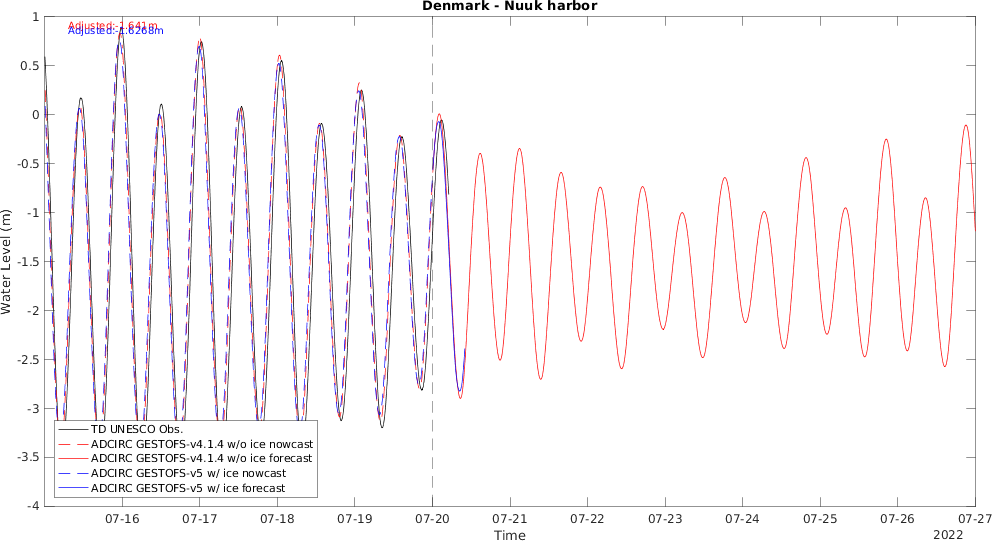 Denmark - Nuuk harbor
Adjusted:-1.641m
Adjusted:-1.6268m
1
0.5
0
-0.5
-1
-1.5
-2
-2.5
-3
-3.5
-4
Water Level (m)
TD UNESCO Obs.
ADCIRC GESTOFS-v4.1.4 w/o ice nowcast
ADCIRC GESTOFS-v4.1.4 w/o ice forecast
ADCIRC GESTOFS-v5 w/ ice nowcast
ADCIRC GESTOFS-v5 w/ ice forecast
07-16 07-17 07-18 07-19 07-20 07-21 07-22 07-23 07-24 07-25 07-26 07-27
Time
2022